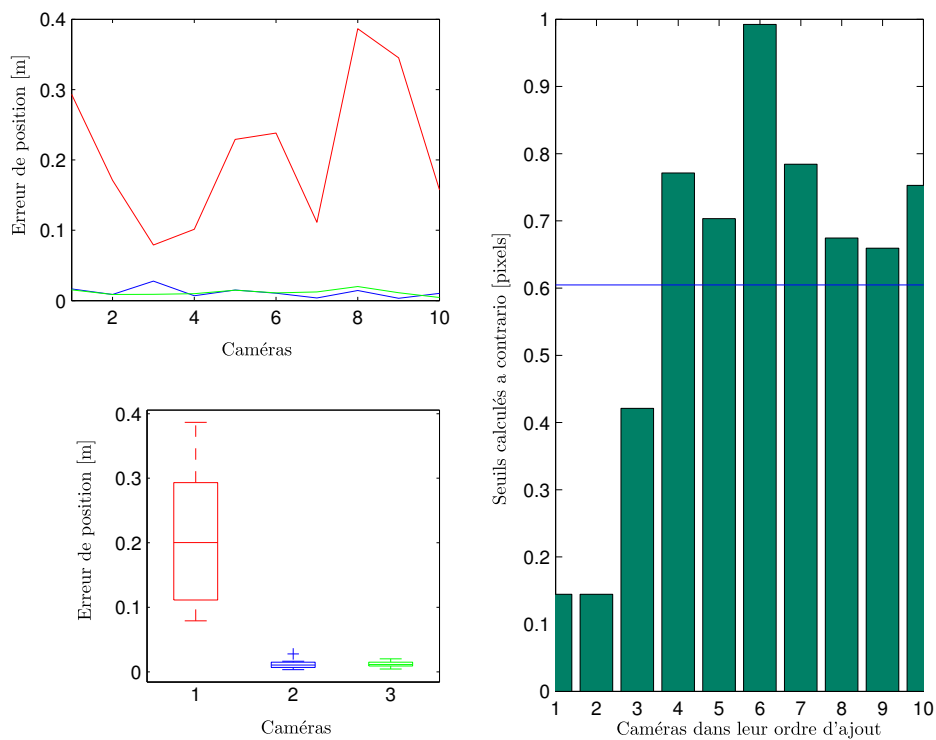 Erreur de position [m]
0.4
0.3
0.2
0.1
0
2 4 6 8 10
Caméras
Erreur de position [m]
0.4
0.3
0.2
0.1
0
1 2 3
Caméras
Seuils calculés a contrario [pixels]
1
0.9
0.8
0.7
0.6
0.5
0.4
0.3
0.2
0.1
0
1 2 3 4 5 6 7 8 9 10
Caméras dans leur ordre d'ajout